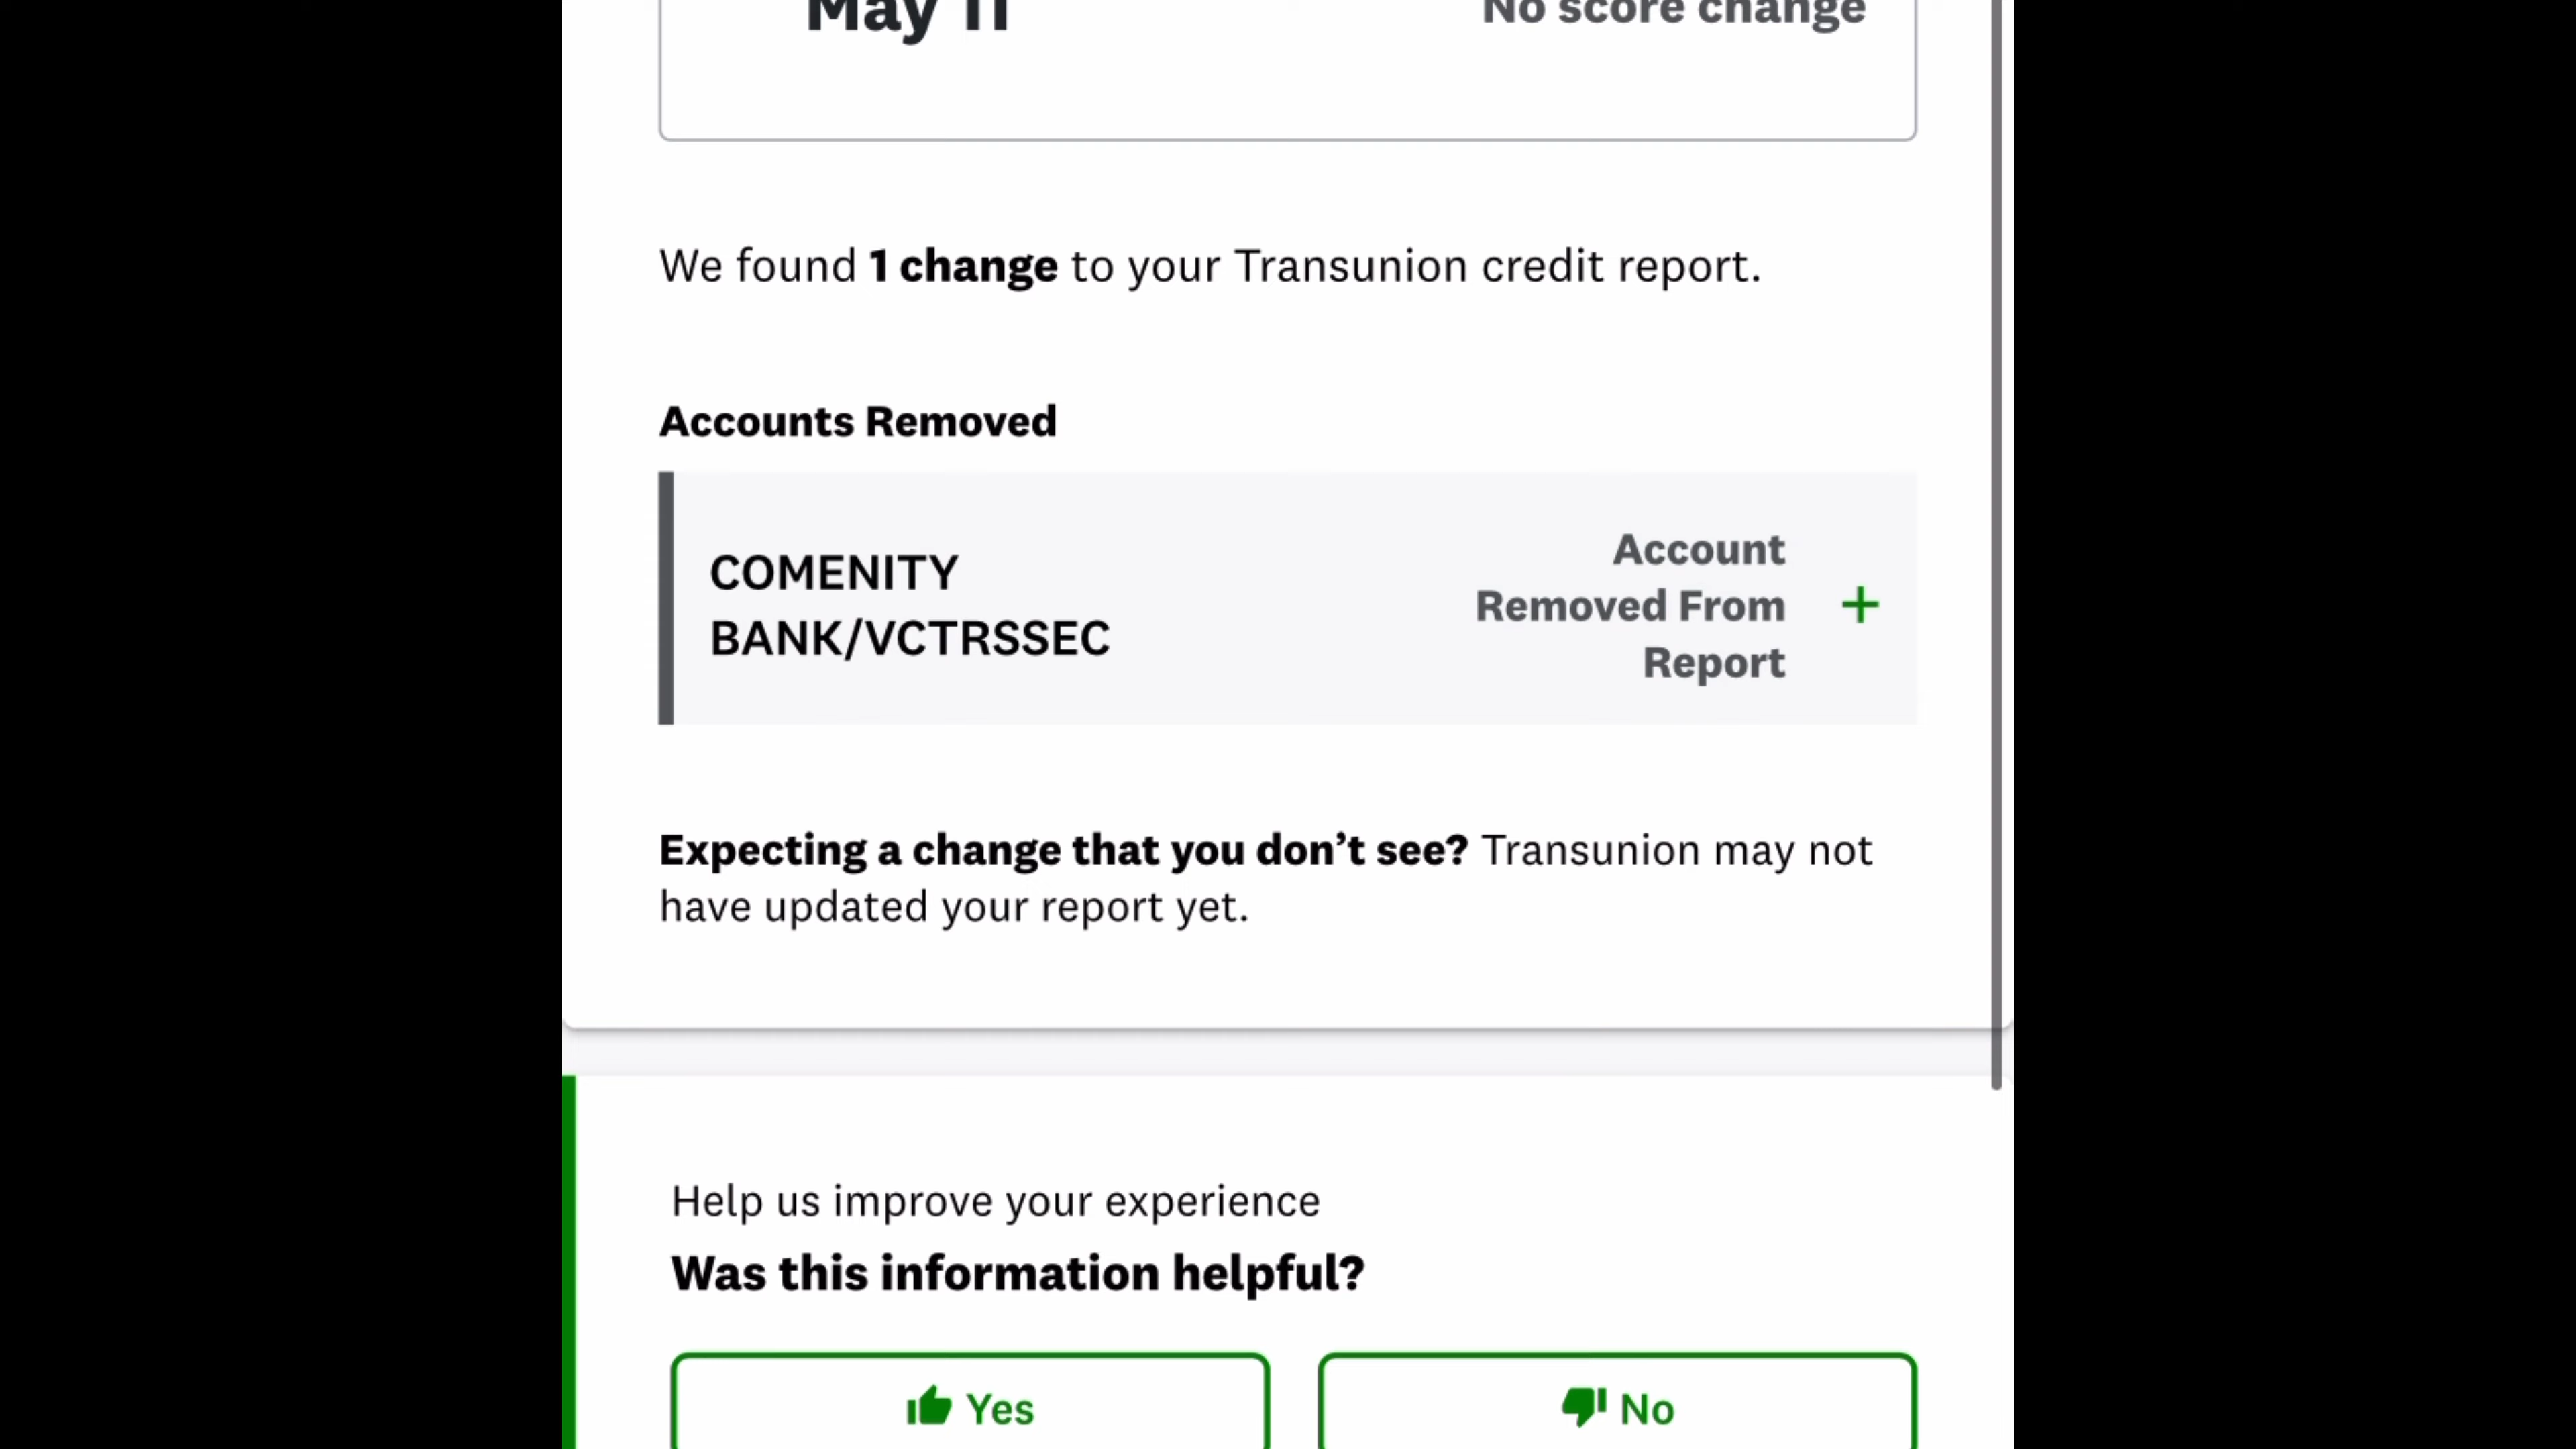 May 11
No score change
We found 1 change to your Transunion credit report.
Accounts Removed
COMENITY
BANK/VCTRSSEC
Account
Removed From
Report
+
Expecting a change that you don’t see? Transunion may not
have updated your report yet.
Help us improve your experience
Was this information helpful?
Yes
No